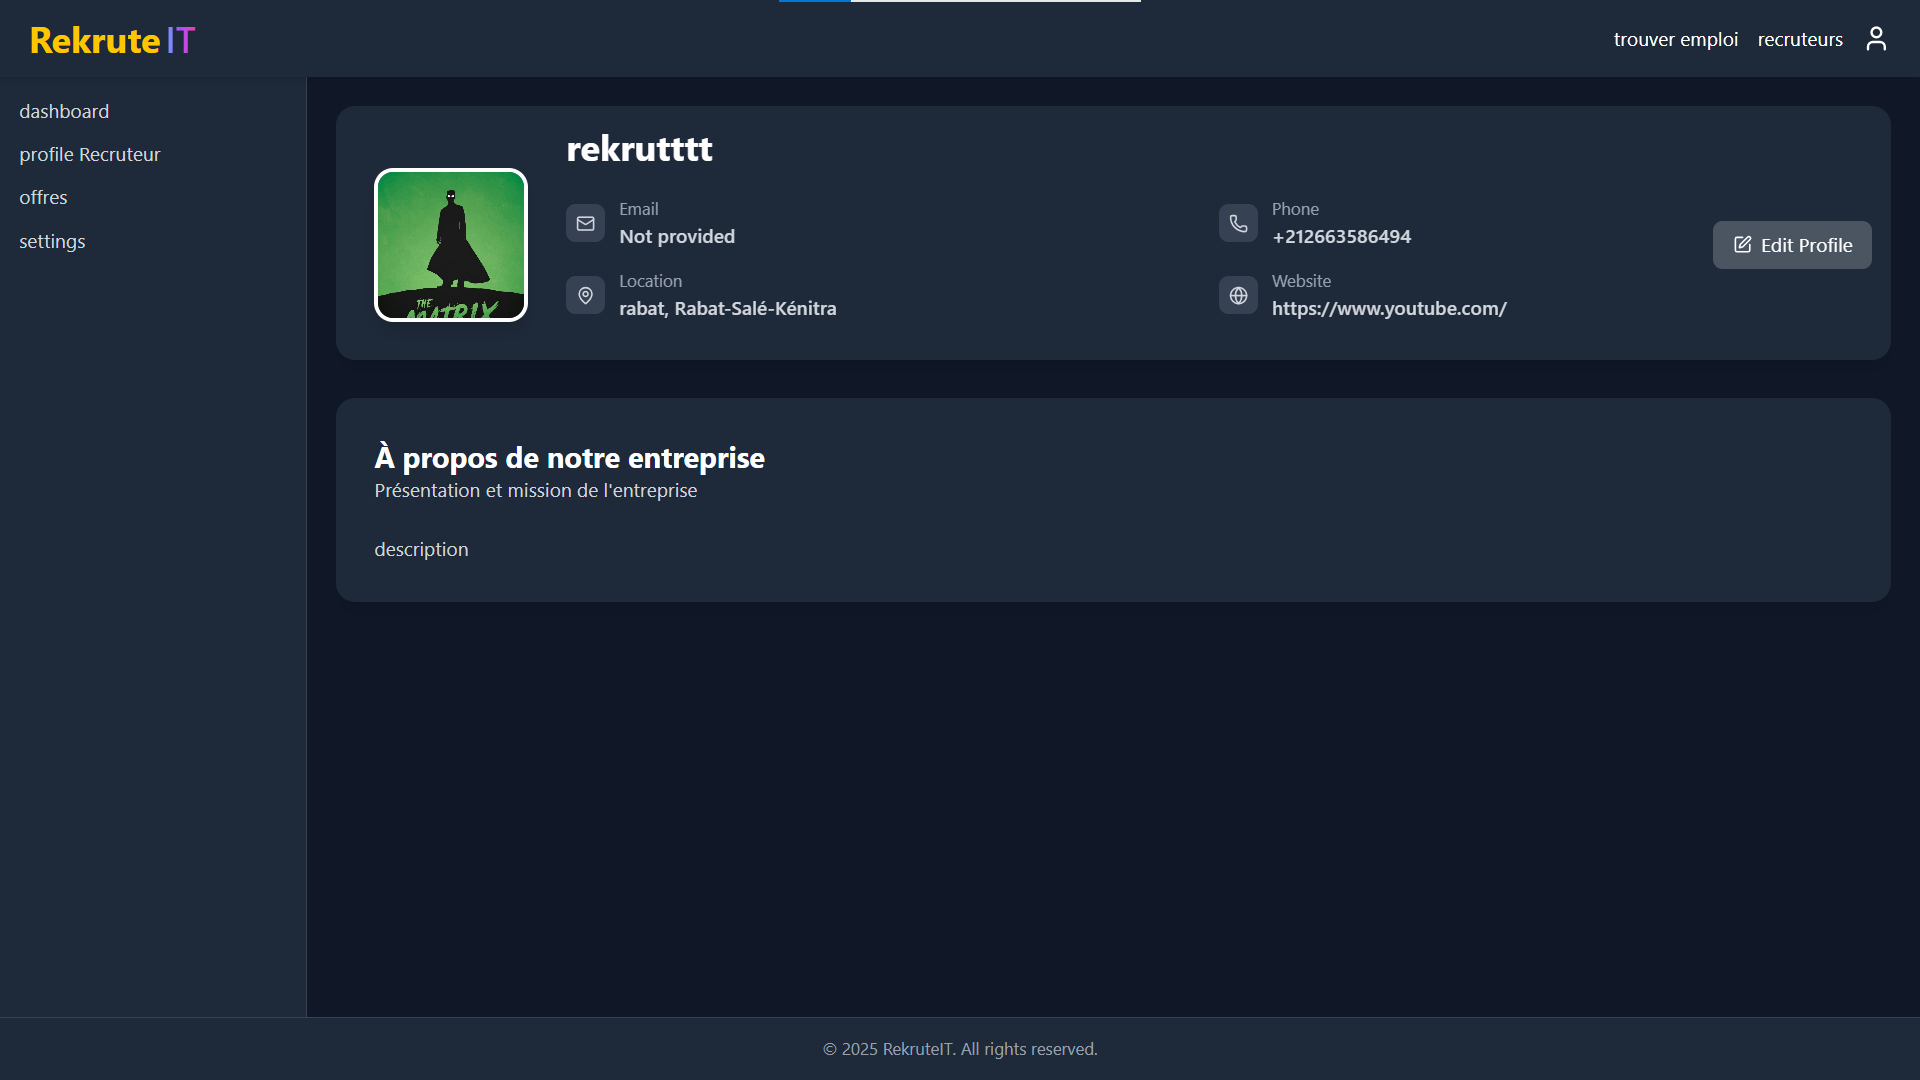 Rekrute IT
trouver emploi recruteurs
dashboard
profile Recruteur
offres
settings
THE
MATRIX
rekrutttt
Email
Not provided
Phone
+212663586494
Location
rabat, Rabat-Salé-Kénitra
Website
https://www.youtube.com/
Edit Profile
À propos de notre entreprise
Présentation et mission de l'entreprise
description
© 2025 RekruteIT. All rights reserved.